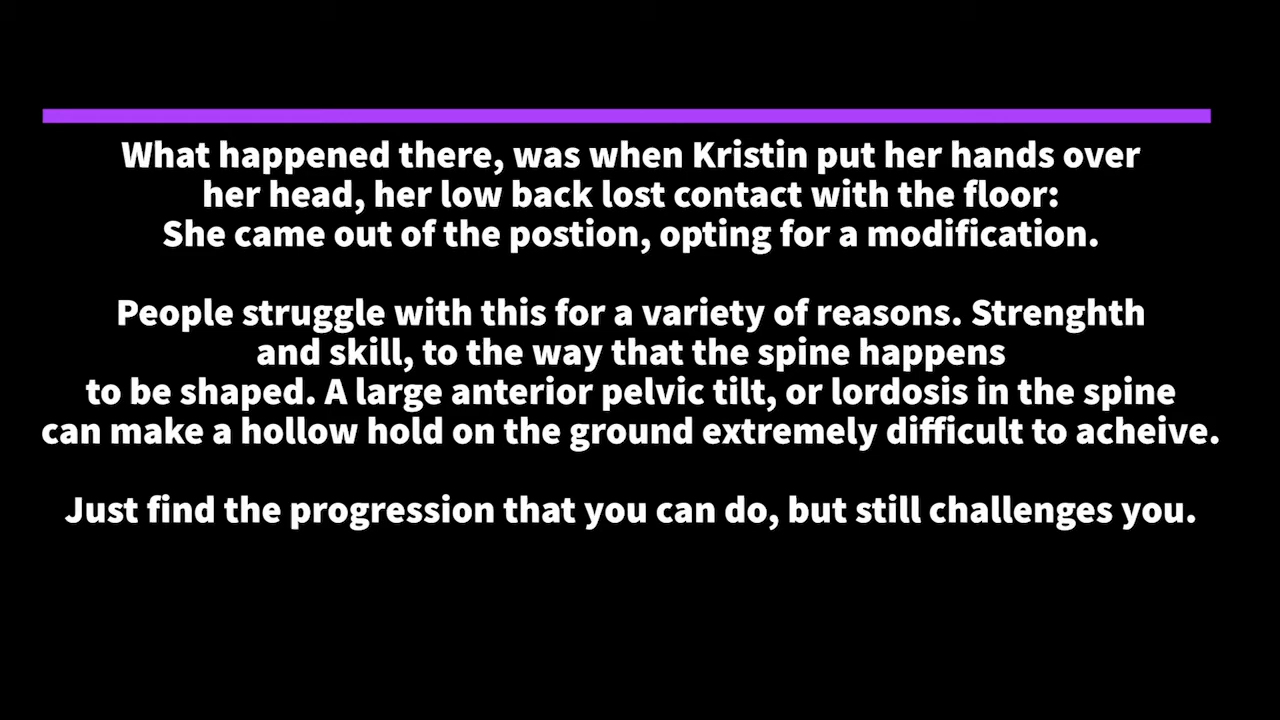 What happened there, was when Kristin put her hands over
her head, her low back lost contact with the floor:
She came out of the postion, opting for a modification.
People struggle with this for a variety of reasons. Strenghth
and skill, to the way that the spine happens
to be shaped. A large anterior pelvic tilt, or lordosis in the spine
can make a hollow hold on the ground extremely difficult to acheive.
Just find the progression that you can do, but still challenges you.